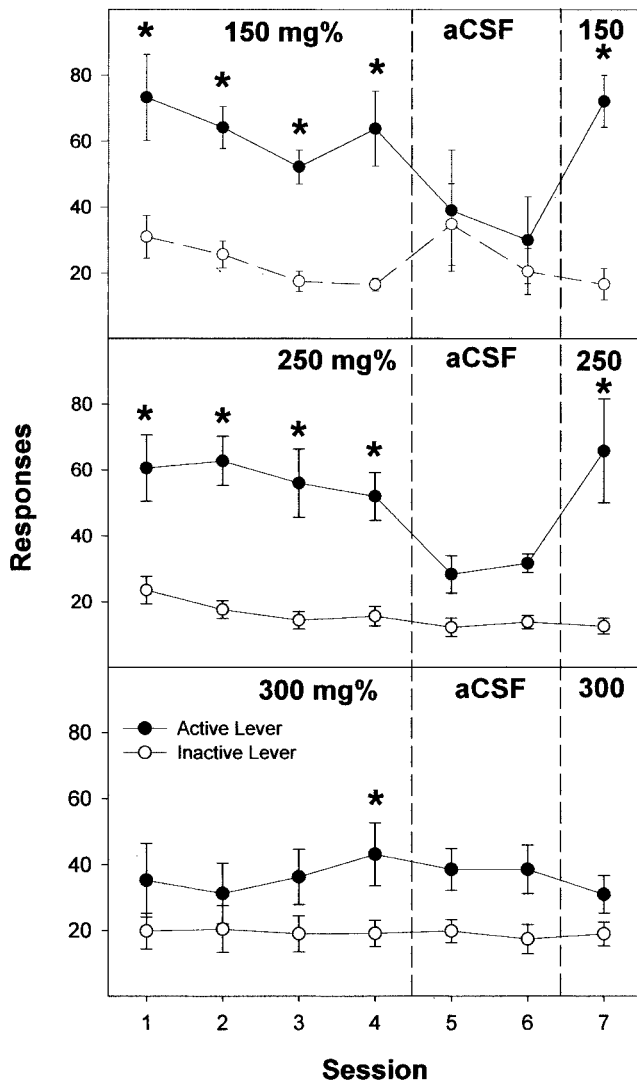 150 mg% aCSF 150
* * * * *
80
60
40
20
250 mg% aCSF 250
* * * * *
80
60
40
20
Responses
300 mg% aCSF 300
Active Lever
Inactive Lever
*
80
60
40
20
1 2 3 4 5 6 7
Session